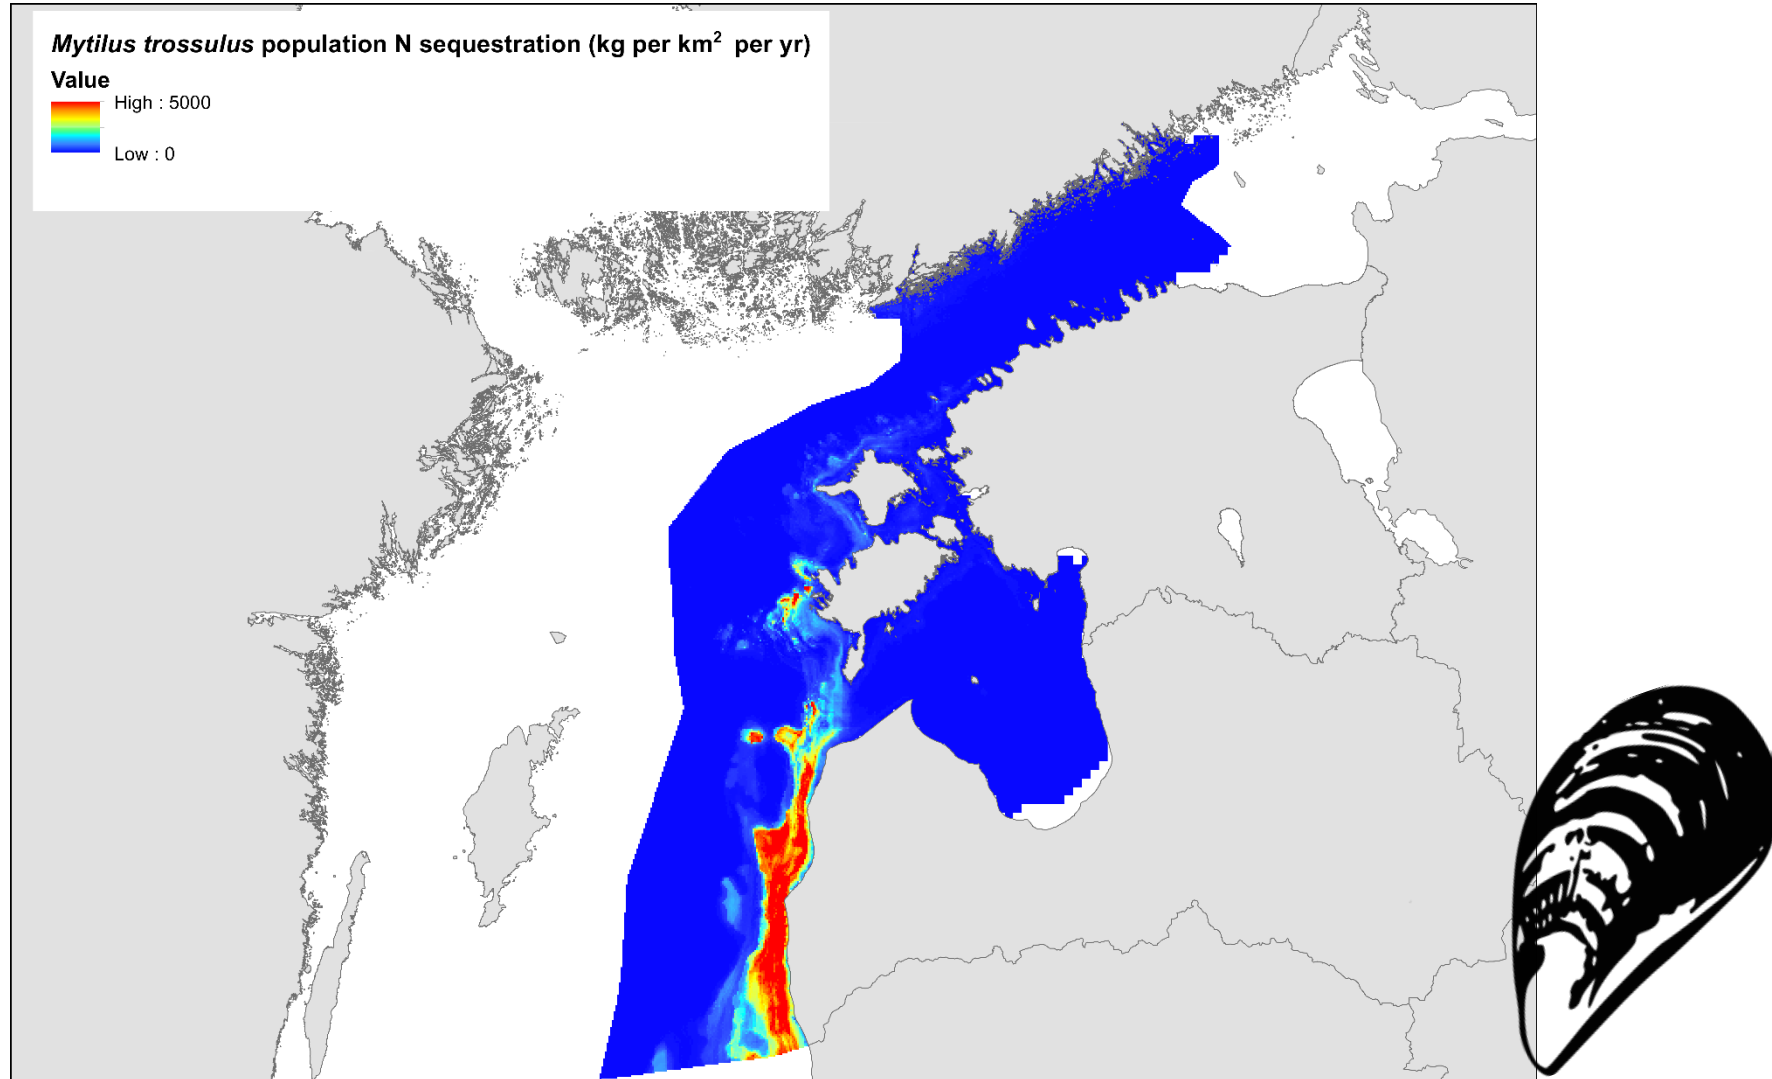 Mytilus trossulus population N sequestration (kg per km² per yr)
Value
High : 5000
Low : 0